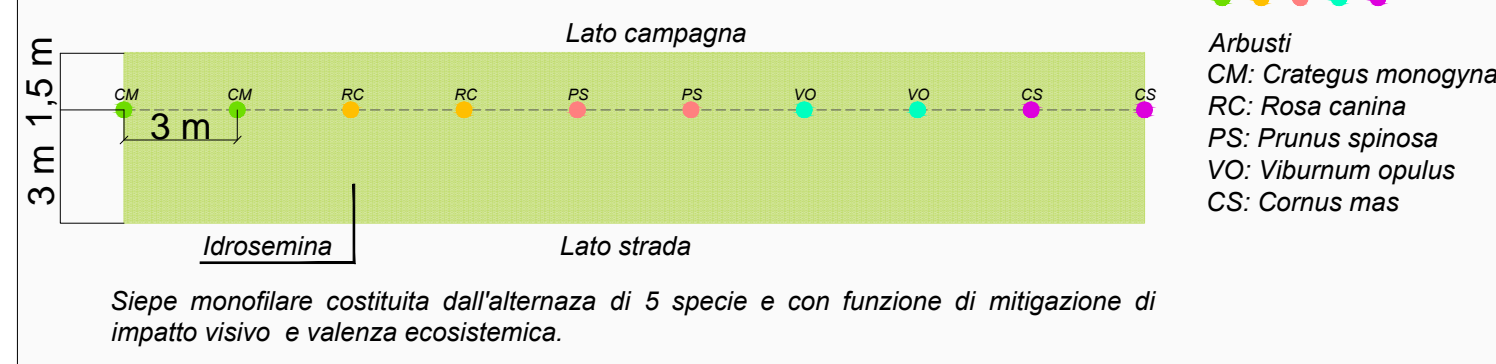 Lato campagna
1,5 m
3 m
CM CM RC RC PS PS VO VO CS CS
3 m
Idrosemina
Lato strada
Siepe monofilare costituita dall'alternaza di 5 specie e con funzione di mitigazione di
impatto visivo e valenza ecosistemica.
Arbusti
CM: Crategus monogyna
RC: Rosa canina
PS: Prunus spinosa
VO: Viburnum opulus
CS: Cornus mas